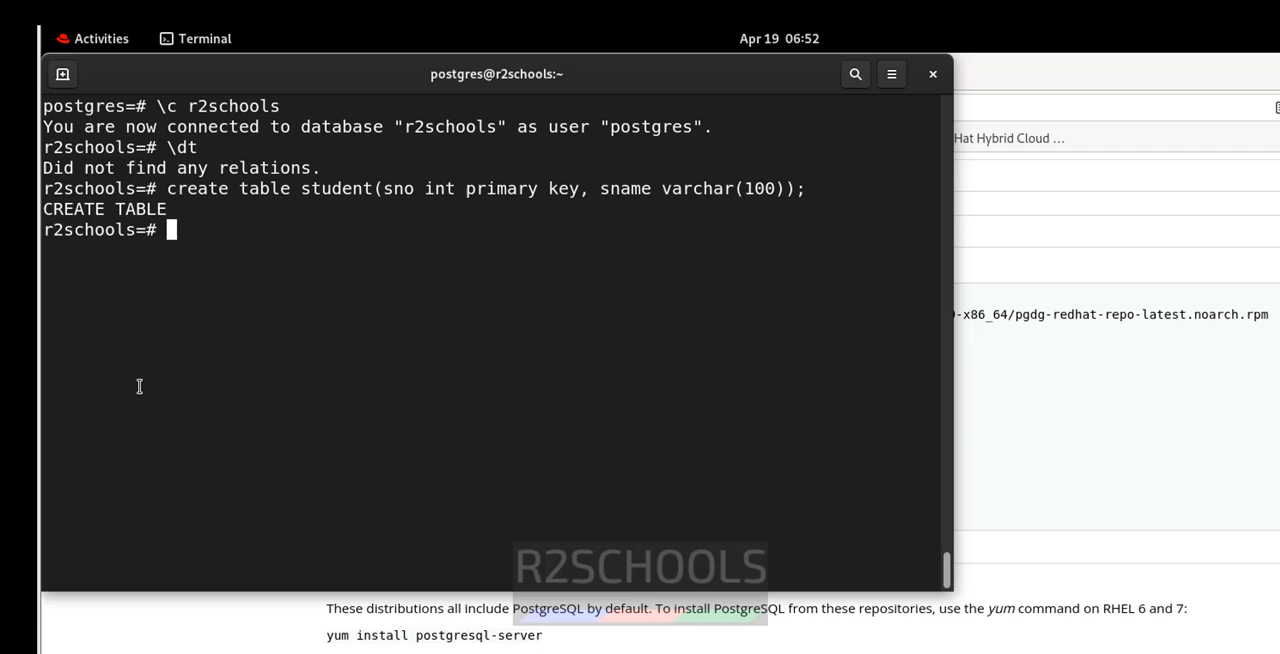 Activities Terminal Apr 19 06:52
postgres@r2schools:~
postgres=# \c r2schools
You are now connected to database "r2schools" as user "postgres".
r2schools=# \dt
Did not find any relations.
r2schools=# create table student(sno int primary key, sname varchar(100));
CREATE TABLE
r2schools=#
Hat Hybrid Cloud ...
-x86_64/pgdg-redhat-repo-latest.noarch.rpm
R2SCHOOLS
These distributions all include PostgreSQL by default. To install PostgreSQL from these repositories, use the yum command on RHEL 6 and 7:
yum install postgresql-server